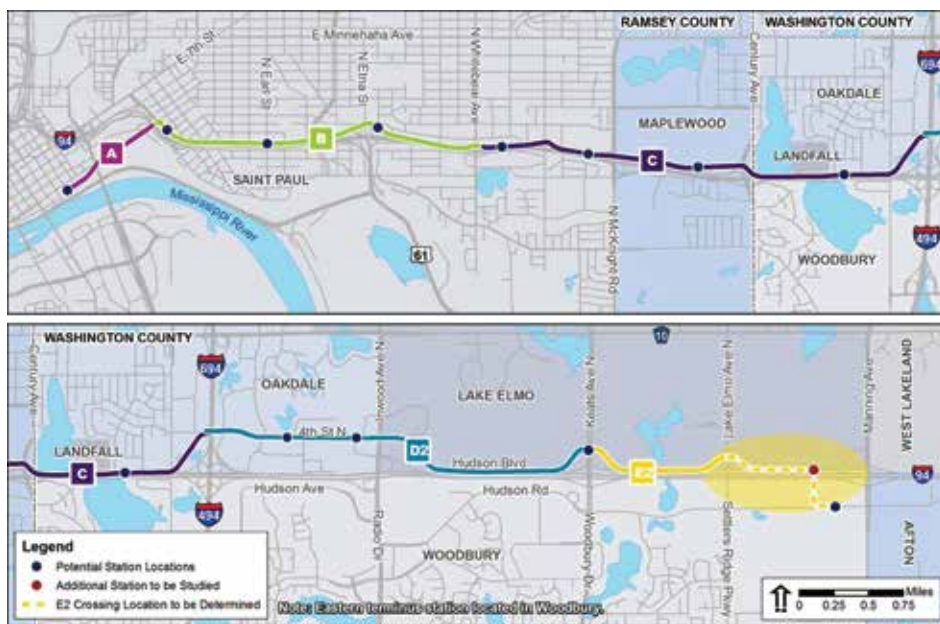 RAMSEY COUNTY
WASHINGTON COUNTY
E 7th St
E Minnehaha Ave
N Earl St
N Etna St
N White Bear Ave
Century Ave
694
OAKDALE
MAPLEWOOD
94
A
B
C
LANDFALL
SAINT PAUL
Mississippi River
61
N McKnight Rd
494
WOODBURY
WASHINGTON COUNTY
Century Ave
694
OAKDALE
N Inwood Ave
LAKE ELMO
10
N Keats Ave
N Lake Elmo Ave
Manning Ave
WEST LAKELAND
4th St N
D2
LANDFALL
C
Hudson Blvd
E2
94
Hudson Ave
Hudson Rd
494
Radio Dr
WOODBURY
Woodbury Dr
Settlers Ridge Pkwy
AFTON
Legend
Potential Station Locations
Additional Station to be Studied
E2 Crossing Location to be Determined
Note: Eastern terminus station located in Woodbury.
Miles
0 0.25 0.5 0.75